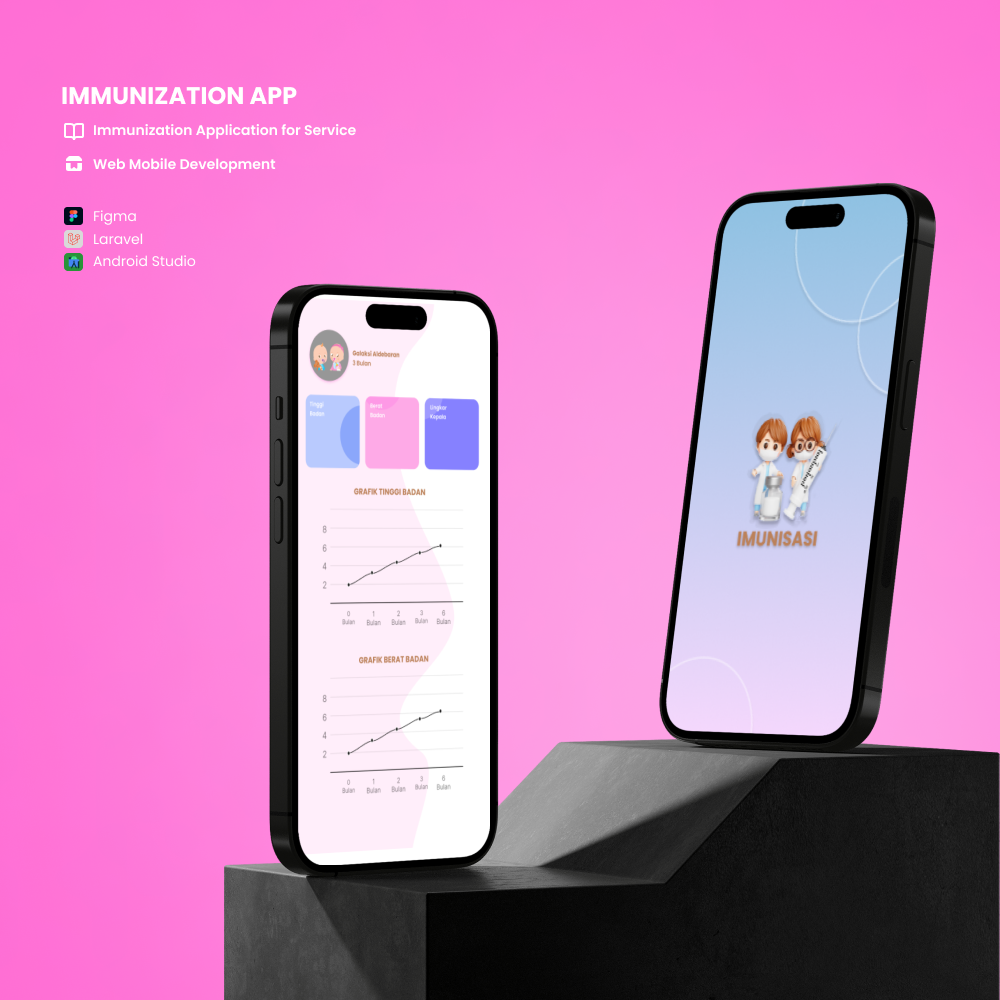 IMMUNIZATION APP
Immunization Application for Service
Web Mobile Development
Figma
Laravel
Android Studio
Galaksi Aldebaran
3 Bulan
Tinggi
Badan
Berat
Badan
Lingkar
Kepala
GRAFIK TINGGI BADAN
8
6
4
2
0 1 2 3 6
Bulan Bulan Bulan Bulan Bulan
GRAFIK BERAT BADAN
8
6
4
2
0 1 2 3 6
Bulan Bulan Bulan Bulan Bulan
IMUNISASI